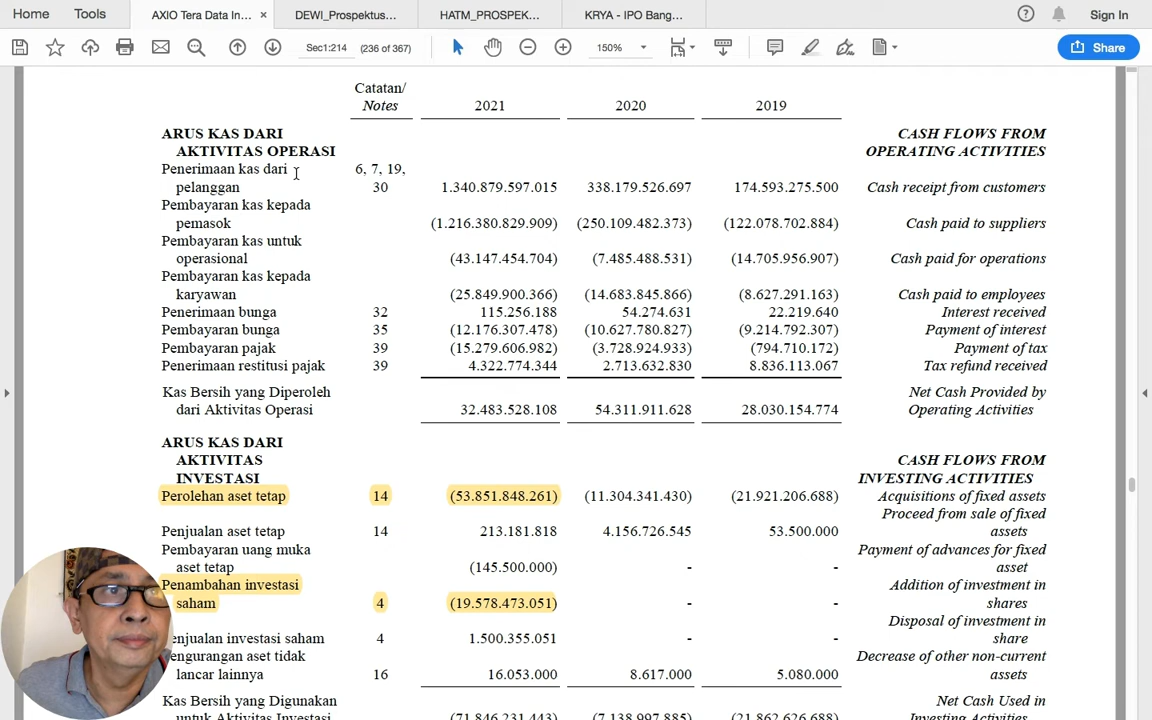 Home Tools AXIO Tera Data In... × DEWI_Prospektus... HATM_PROSPEK... KRYA - IPO Bang... ? Sign In
Sec1:214 (236 of 367) 150% Share
Catatan/
Notes 2021 2020 2019
ARUS KAS DARI CASH FLOWS FROM
AKTIVITAS OPERASI OPERATING ACTIVITIES
Penerimaan kas dari 6, 7, 19,
pelanggan 30 1.340.879.597.015 338.179.526.697 174.593.275.500 Cash receipt from customers
Pembayaran kas kepada
pemasok (1.216.380.829.909) (250.109.482.373) (122.078.702.884) Cash paid to suppliers
Pembayaran kas untuk
operasional (43.147.454.704) (7.485.488.531) (14.705.956.907) Cash paid for operations
Pembayaran kas kepada
karyawan (25.849.900.366) (14.683.845.866) (8.627.291.163) Cash paid to employees
Penerimaan bunga 32 115.256.188 54.274.631 22.219.640 Interest received
Pembayaran bunga 35 (12.176.307.478) (10.627.780.827) (9.214.792.307) Payment of interest
Pembayaran pajak 39 (15.279.606.982) (3.728.924.933) (794.710.172) Payment of tax
Penerimaan restitusi pajak 39 4.322.774.344 2.713.632.830 8.836.113.067 Tax refund received
Kas Bersih yang Diperoleh Net Cash Provided by
dari Aktivitas Operasi 32.483.528.108 54.311.911.628 28.030.154.774 Operating Activities
ARUS KAS DARI
AKTIVITAS CASH FLOWS FROM
INVESTASI INVESTING ACTIVITIES
Perolehan aset tetap 14 (53.851.848.261) (11.304.341.430) (21.921.206.688) Acquisitions of fixed assets
Proceed from sale of fixed
Penjualan aset tetap 14 213.181.818 4.156.726.545 53.500.000 assets
Pembayaran uang muka Payment of advances for fixed
aset tetap (145.500.000) - - asset
Penambahan investasi Addition of investment in
saham 4 (19.578.473.051) - - shares
Disposal of investment in
enjualan investasi saham 4 1.500.355.051 - - share
engurangan aset tidak Decrease of other non-current
lancar lainnya 16 16.053.000 8.617.000 5.080.000 assets
Kas Bersih yang Digunakan Net Cash Used in
untuk Aktivitas Investasi (71.846.231.443) (7.138.997.885) (21.862.626.688) Investing Activities